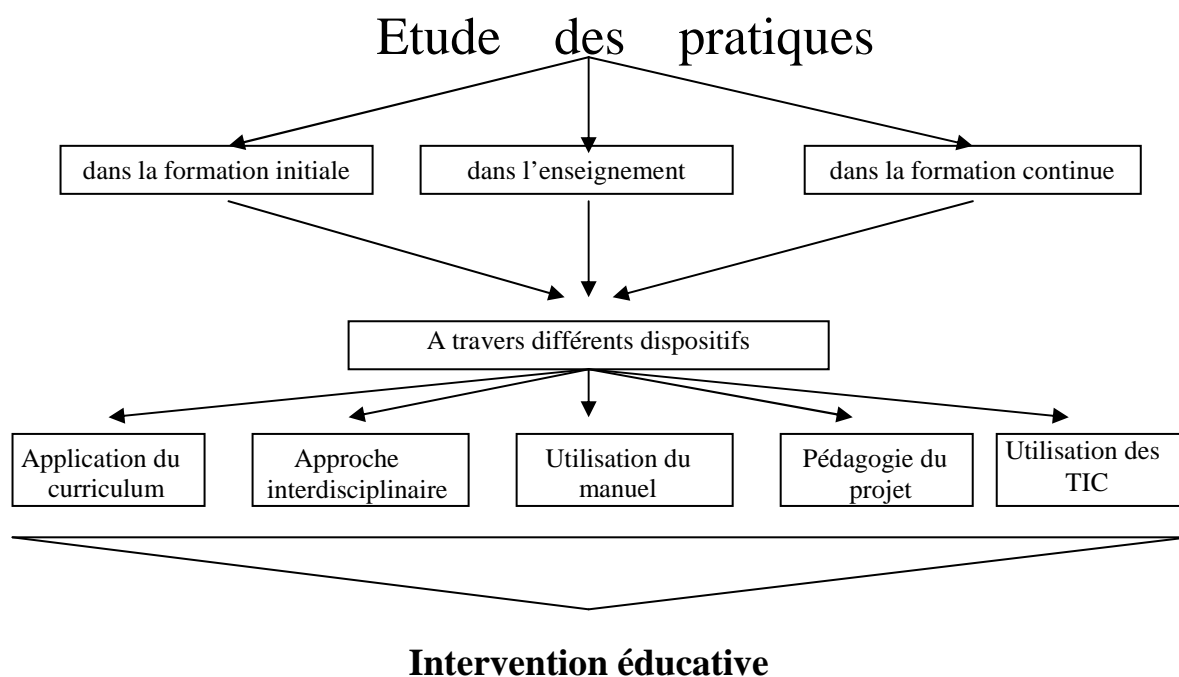 Etude des pratiques
dans la formation initiale
dans l’enseignement
dans la formation continue
A travers différents dispositifs
Application du
curriculum
Approche
interdisciplinaire
Utilisation du
manuel
Pédagogie du
projet
Utilisation des
TIC
Intervention éducative